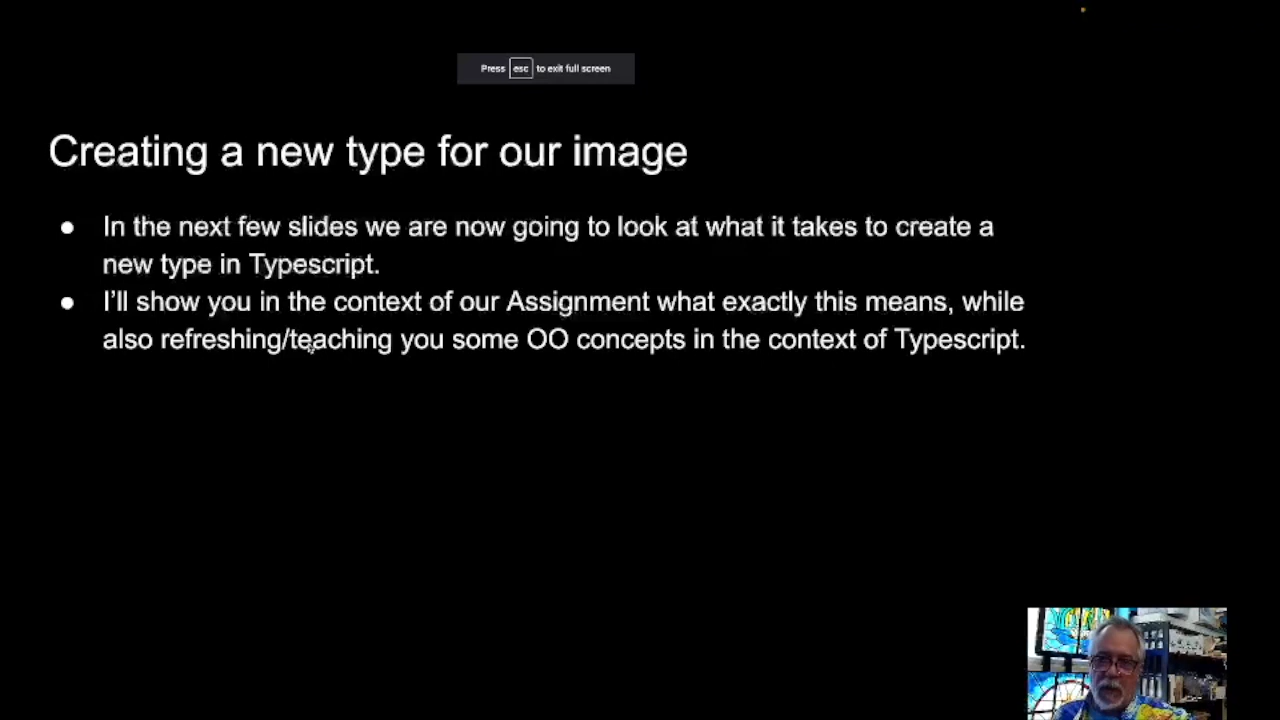 Press esc to exit full screen
Creating a new type for our image
● In the next few slides we are now going to look at what it takes to create a
new type in Typescript.
● I’ll show you in the context of our Assignment what exactly this means, while
also refreshing/teaching you some OO concepts in the context of Typescript.